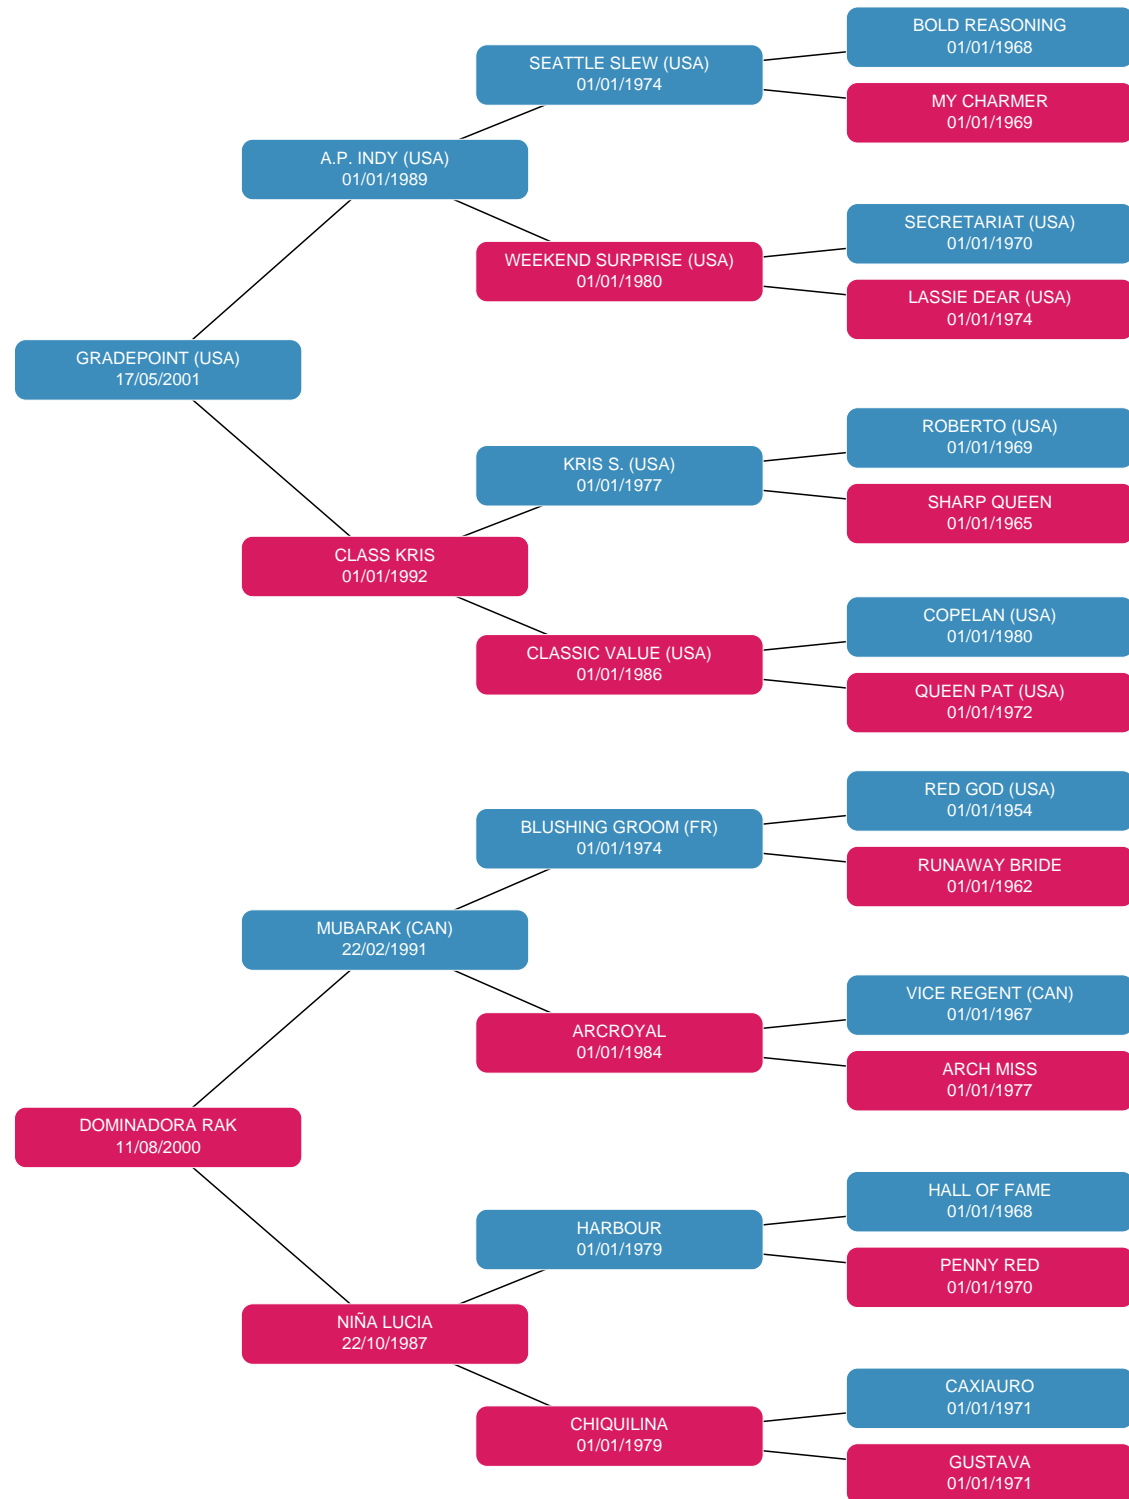 BOLD REASONING
01/01/1968
SEATTLE SLEW (USA)
01/01/1974
MY CHARMER
01/01/1969
A.P. INDY (USA)
01/01/1989
SECRETARIAT (USA)
01/01/1970
WEEKEND SURPRISE (USA)
01/01/1980
LASSIE DEAR (USA)
01/01/1974
GRADEPOINT (USA)
17/05/2001
ROBERTO (USA)
01/01/1969
KRIS S. (USA)
01/01/1977
SHARP QUEEN
01/01/1965
CLASS KRIS
01/01/1992
COPELAN (USA)
01/01/1980
CLASSIC VALUE (USA)
01/01/1986
QUEEN PAT (USA)
01/01/1972
RED GOD (USA)
01/01/1954
BLUSHING GROOM (FR)
01/01/1974
RUNAWAY BRIDE
01/01/1962
MUBARAK (CAN)
22/02/1991
VICE REGENT (CAN)
01/01/1967
ARCROYAL
01/01/1984
ARCH MISS
01/01/1977
DOMINADORA RAK
11/08/2000
HALL OF FAME
01/01/1968
HARBOUR
01/01/1979
PENNY RED
01/01/1970
NIÑA LUCIA
22/10/1987
CAXIAURO
01/01/1971
CHIQUILINA
01/01/1979
GUSTAVA
01/01/1971